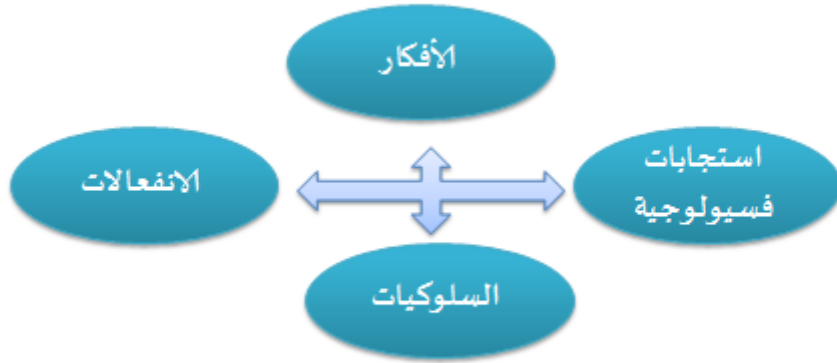 الأفكار
استجابات
فسيولوجية
الانفعالات
السلوكيات